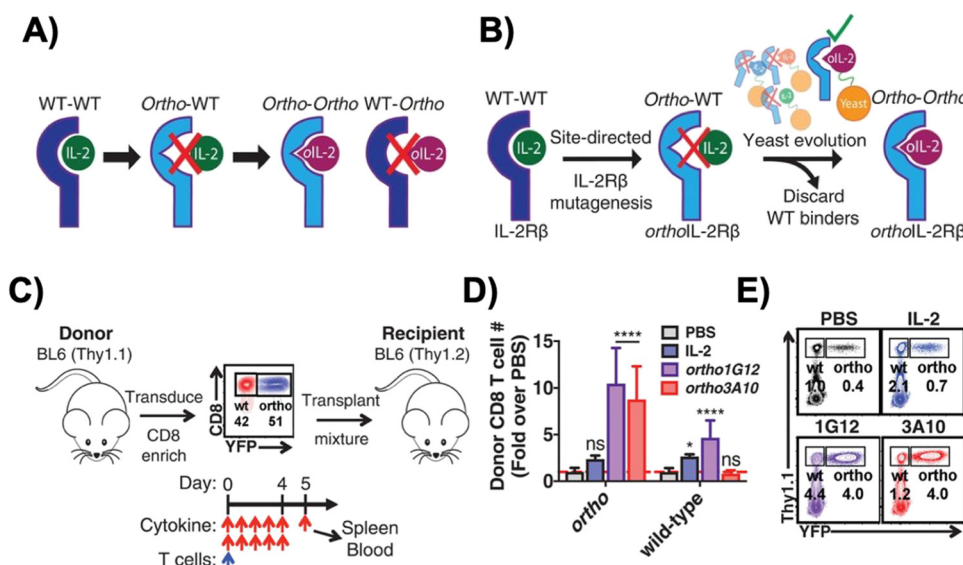 A)
WT-WT
Ortho-WT
Ortho-Ortho
WT-Ortho
IL-2
IL-2
oIL-2
oIL-2
B)
WT-WT
IL-2
IL-2Rβ
Site-directed
IL-2Rβ
mutagenesis
Ortho-WT
IL-2
orthoIL-2Rβ
oIL-2
Yeast
Yeast evolution
Discard
WT binders
Ortho-Ortho
oIL-2
orthoIL-2Rβ
C)
Donor
BL6 (Thy1.1)
Transduce
CD8
enrich
CD8
wt
ortho
42
51
YFP
Transplant
mixture
Recipient
BL6 (Thy1.2)
Day: 0 4 5
Cytokine:
T cells:
Spleen
Blood
D)
Donor CD8 T cell #
(Fold over PBS)
15
10
5
0
PBS
IL-2
ortho1G12
ortho3A10
ns
****
*
****
ns
ortho
wild-type
E)
PBS
IL-2
wt ortho
1.0 0.4
wt ortho
2.1 0.7
1G12
3A10
wt ortho
4.4 4.0
wt ortho
1.2 4.0
Thy1.1
YFP